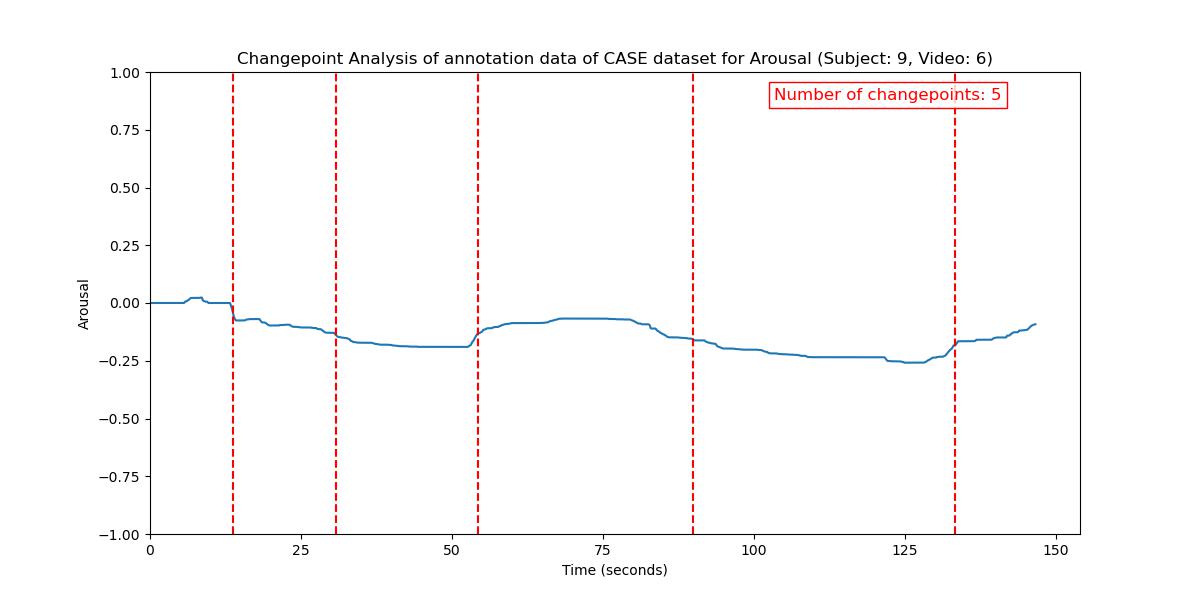 Changepoint Analysis of annotation data of CASE dataset for Arousal (Subject: 9, Video: 6)
Number of changepoints: 5
1.00
0.75
0.50
0.25
0.00
−0.25
−0.50
−0.75
−1.00
Arousal
0 25 50 75 100 125 150
Time (seconds)